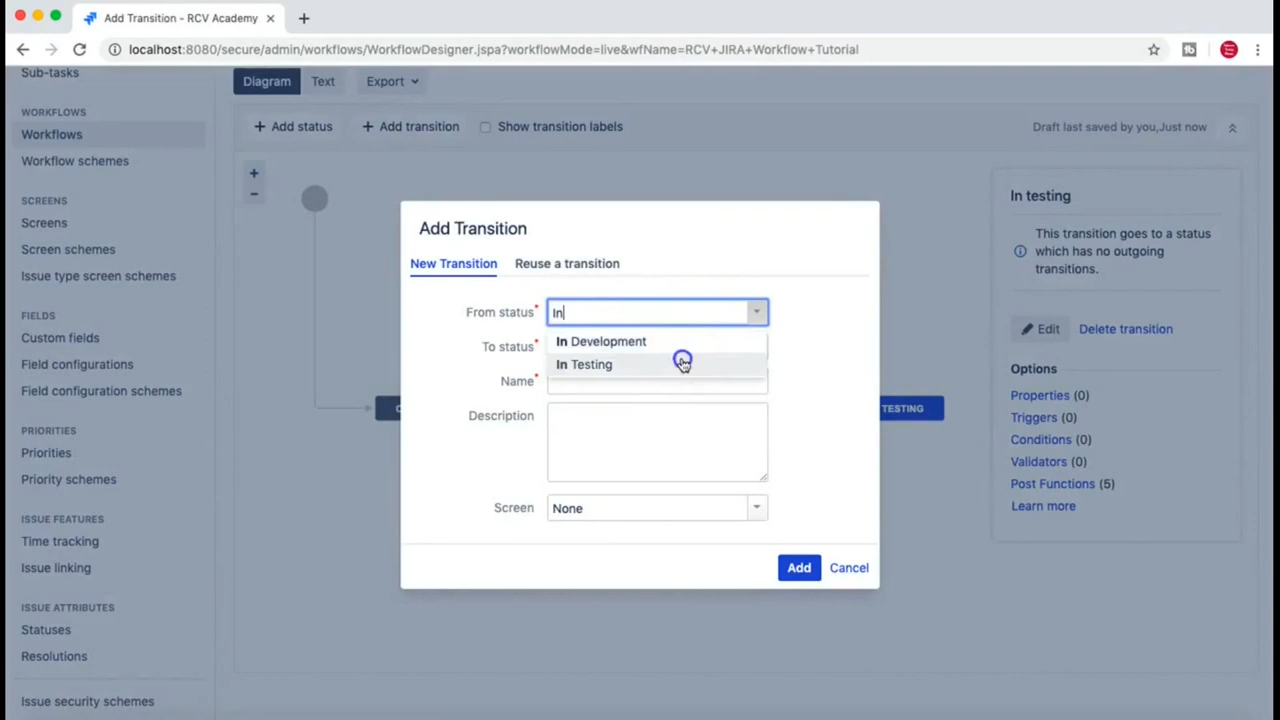 Add Transition - RCV Academy
localhost:8080/secure/admin/workflows/WorkflowDesigner.jspa?workflowMode=live&wfName=RCV+JIRA+Workflow+Tutorial
Sub-tasks
WORKFLOWS
Workflows
Workflow schemes
SCREENS
Screens
Screen schemes
Issue type screen schemes
FIELDS
Custom fields
Field configurations
Field configuration schemes
PRIORITIES
Priorities
Priority schemes
ISSUE FEATURES
Time tracking
Issue linking
ISSUE ATTRIBUTES
Statuses
Resolutions
Issue security schemes
Diagram Text Export
+ Add status + Add transition Show transition labels Draft last saved by you,Just now
+
−
Add Transition
New Transition Reuse a transition
From status* In
In Development
In Testing
To status*
Name*
Description
Screen None
Add Cancel
TESTING
In testing
This transition goes to a status
which has no outgoing
transitions.
Edit Delete transition
Options
Properties (0)
Triggers (0)
Conditions (0)
Validators (0)
Post Functions (5)
Learn more